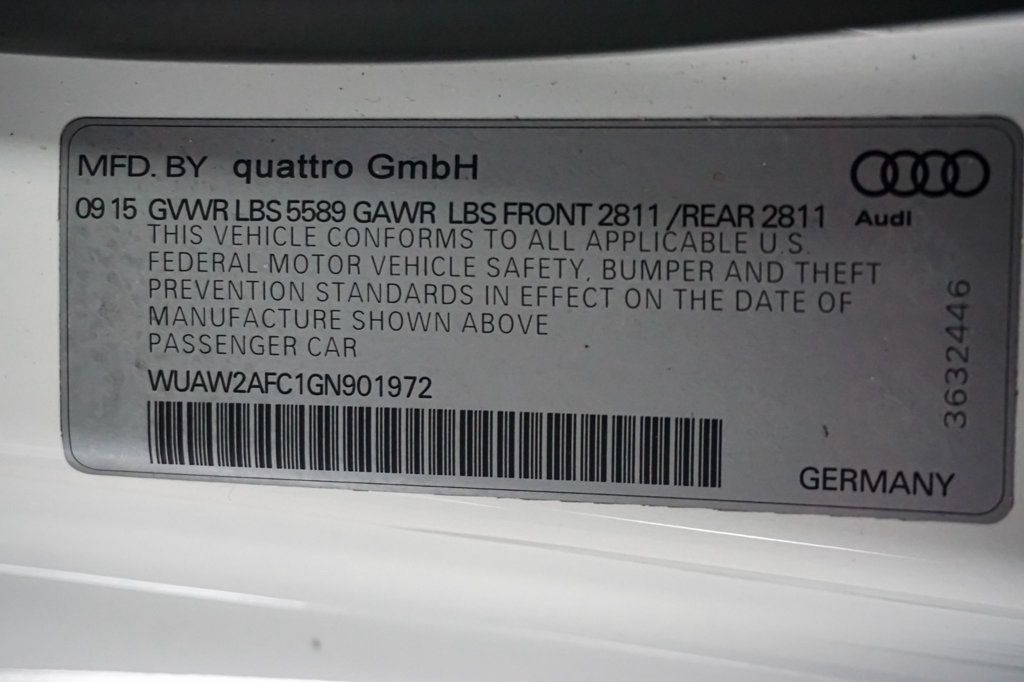 MFD. BY quattro GmbH
09 15 GVWR LBS 5589 GAWR LBS FRONT 2811 /REAR 2811
Audi
THIS VEHICLE CONFORMS TO ALL APPLICABLE U.S.
FEDERAL MOTOR VEHICLE SAFETY, BUMPER AND THEFT
PREVENTION STANDARDS IN EFFECT ON THE DATE OF
MANUFACTURE SHOWN ABOVE
PASSENGER CAR
WUAW2AFC1GN901972
GERMANY
3632446